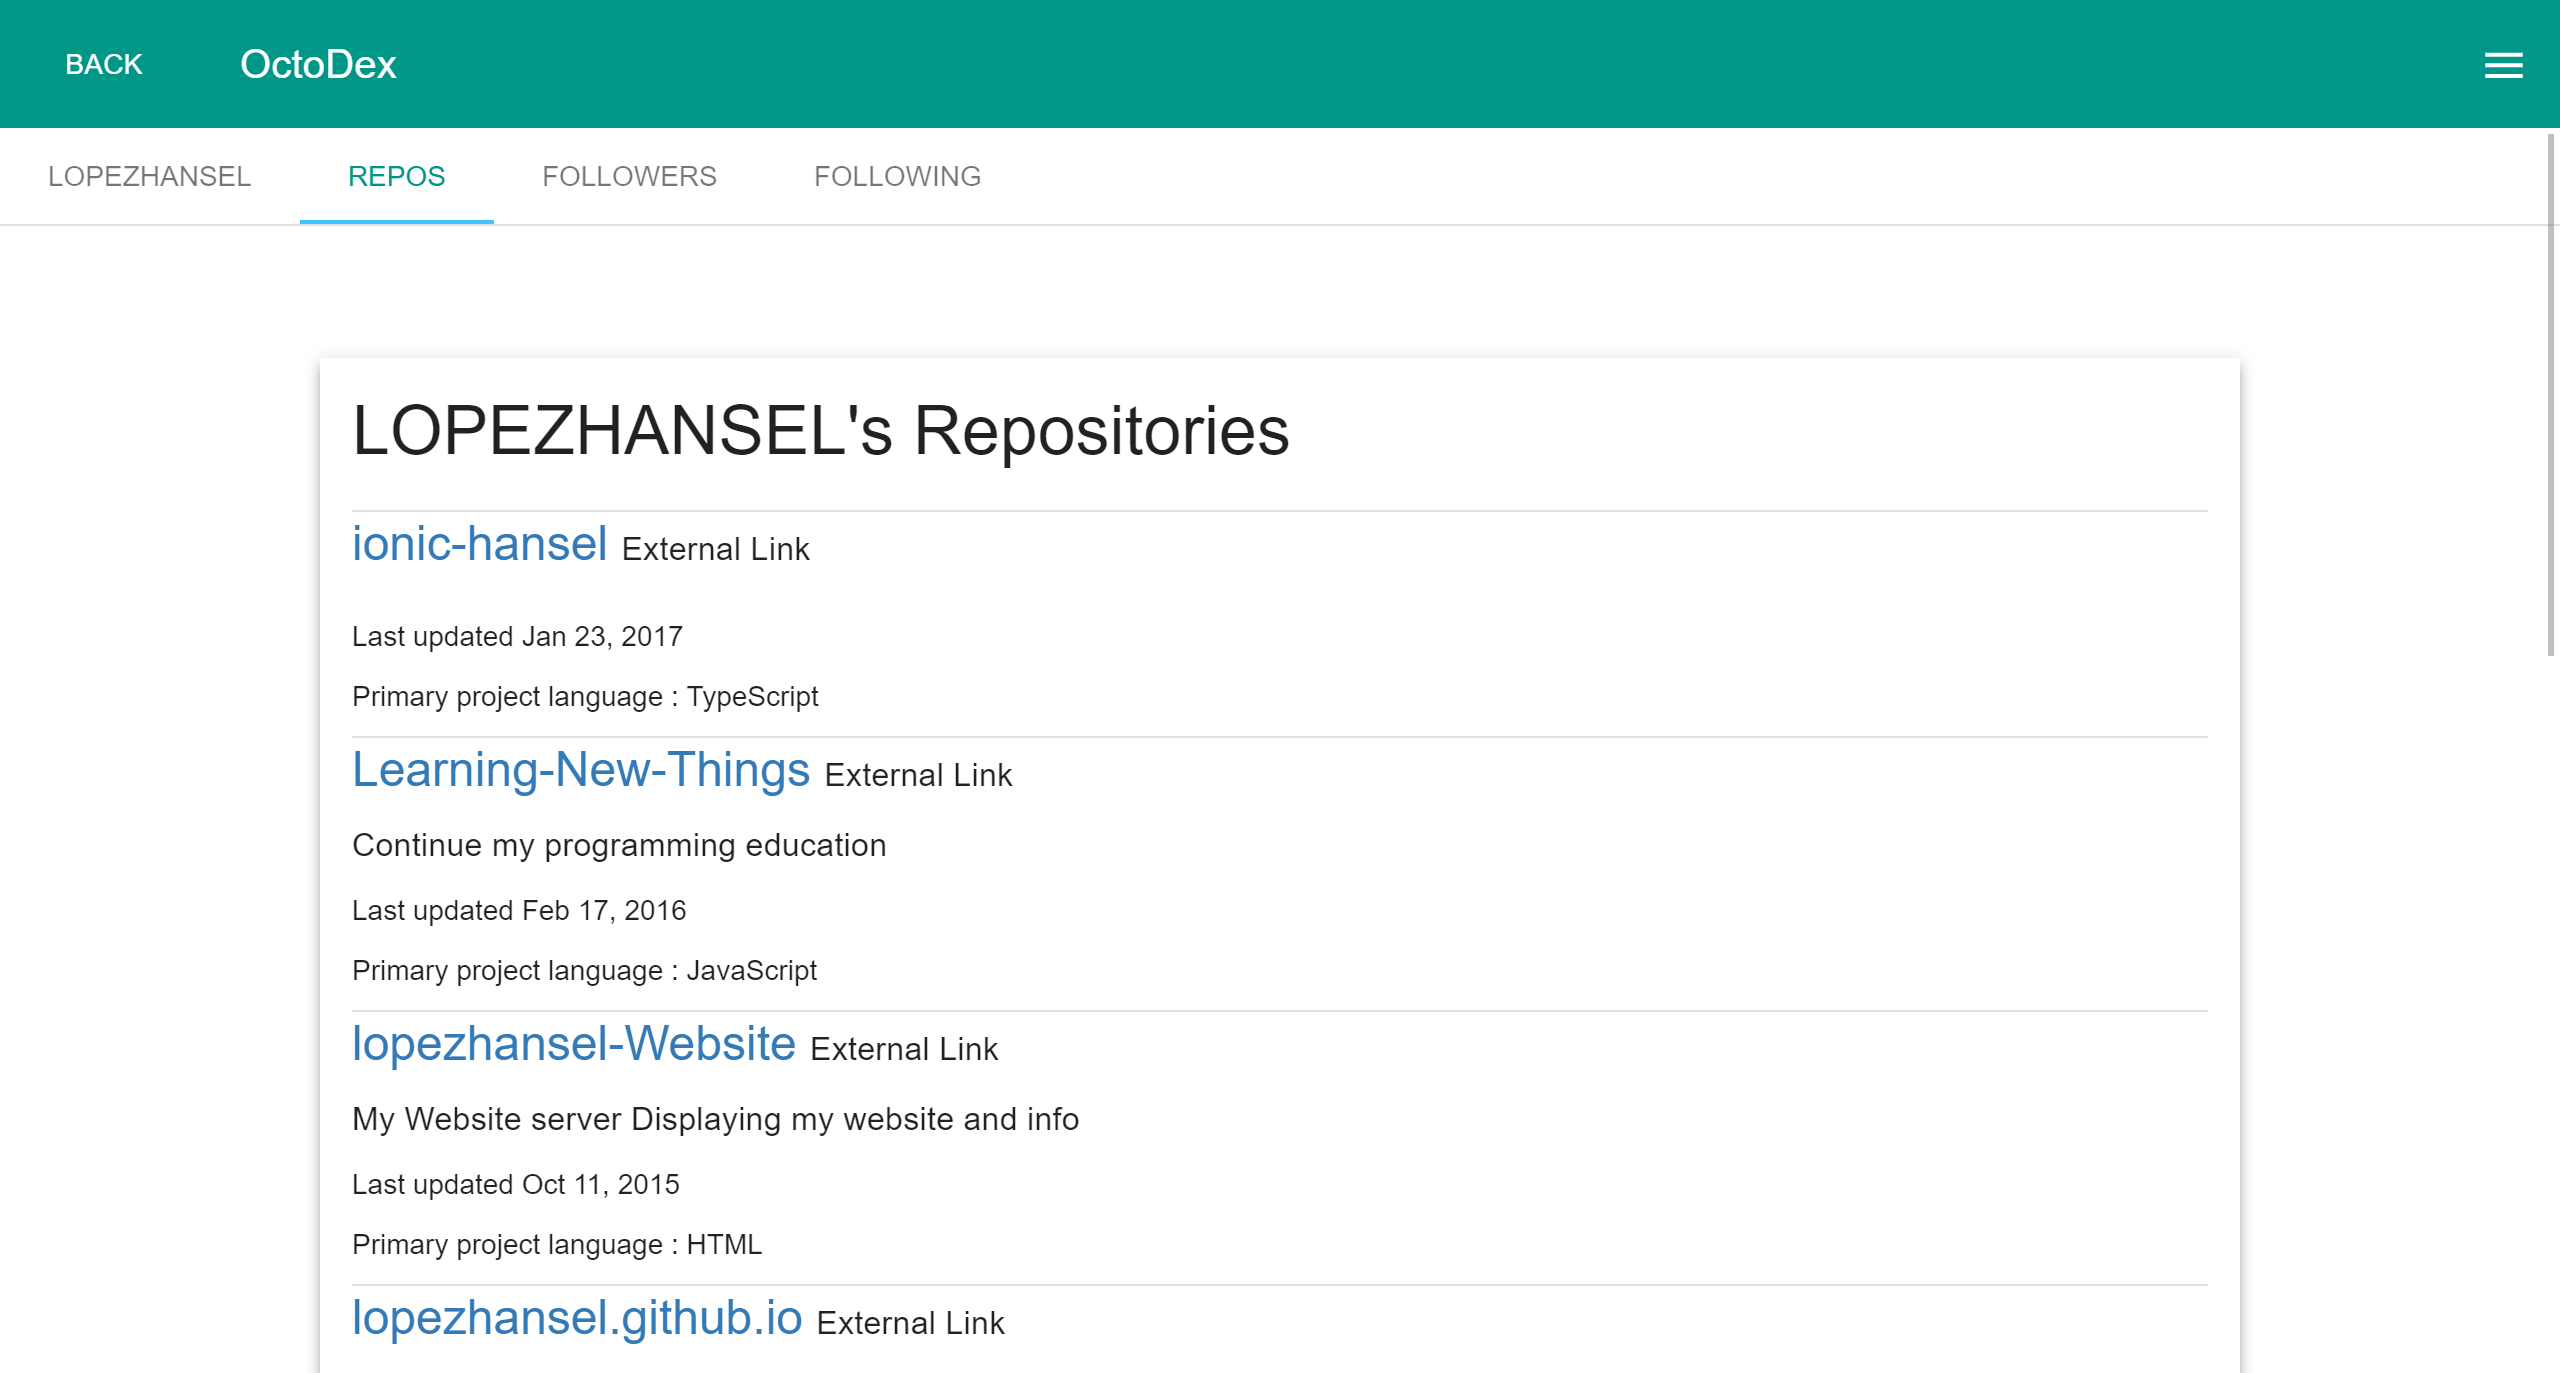 BACK OctoDex
LOPEZHANSEL REPOS FOLLOWERS FOLLOWING
LOPEZHANSEL's Repositories
ionic-hansel External Link
Last updated Jan 23, 2017
Primary project language : TypeScript
Learning-New-Things External Link
Continue my programming education
Last updated Feb 17, 2016
Primary project language : JavaScript
lopezhansel-Website External Link
My Website server Displaying my website and info
Last updated Oct 11, 2015
Primary project language : HTML
lopezhansel.github.io External Link